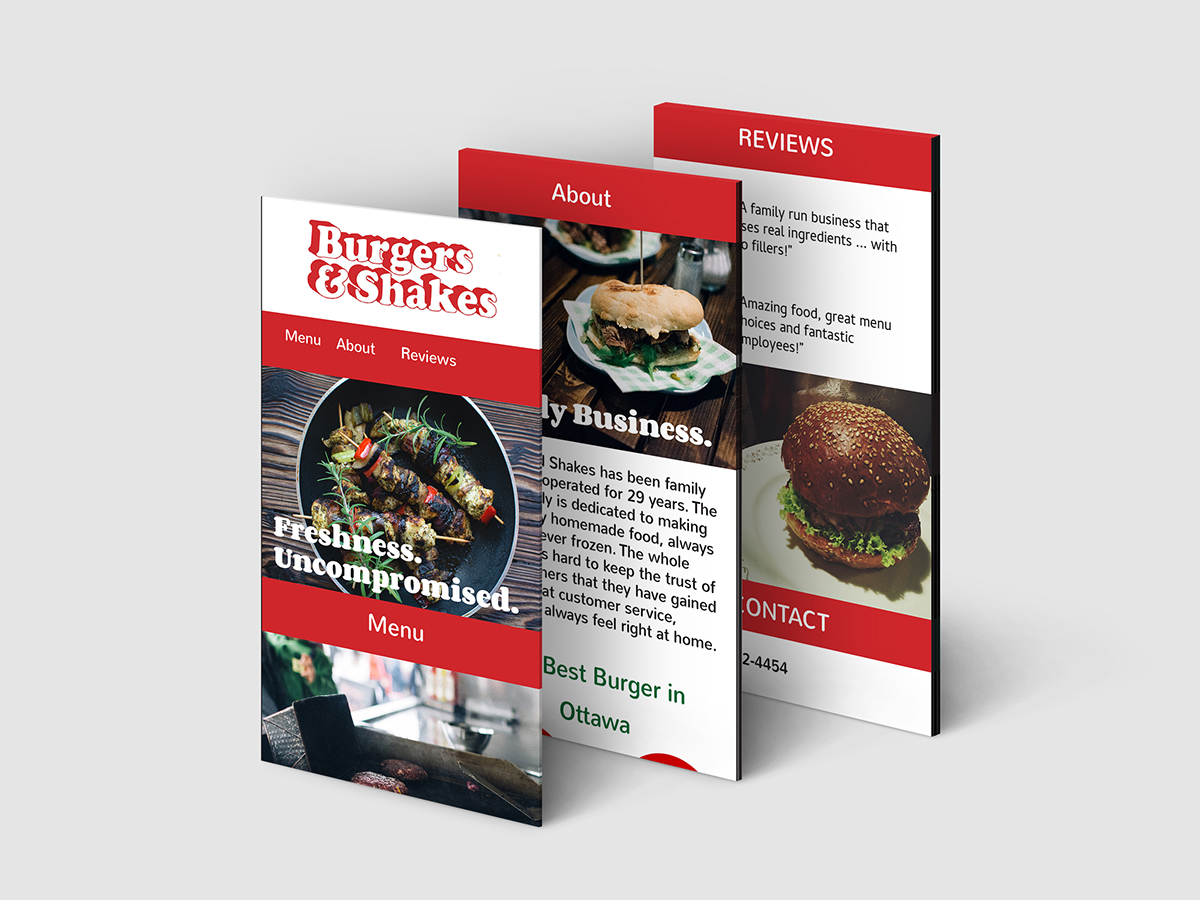 Burgers
& Shakes
Menu About Reviews
Freshness.
Uncompromised.
Menu
About
ly Business.
Shakes has been family
operated for 29 years. The
ly is dedicated to making
y homemade food, always
ever frozen. The whole
s hard to keep the trust of
ners that they have gained
at customer service,
always feel right at home.
Best Burger in
Ottawa
REVIEWS
A family run business that
ses real ingredients ... with
o fillers!”
Amazing food, great menu
hoices and fantastic
mployees!”
CONTACT
2-4454